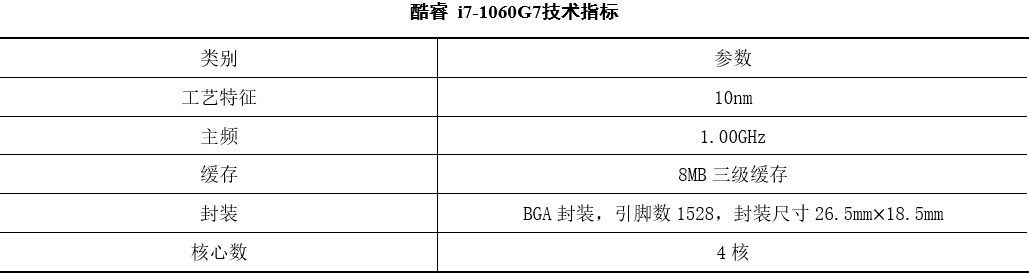 酷睿 i7-1060G7技术指标
类别 参数
工艺特征 10nm
主频 1.00GHz
缓存 8MB 三级缓存
封装 BGA 封装，引脚数 1528，封装尺寸 26.5mm×18.5mm
核心数 4 核